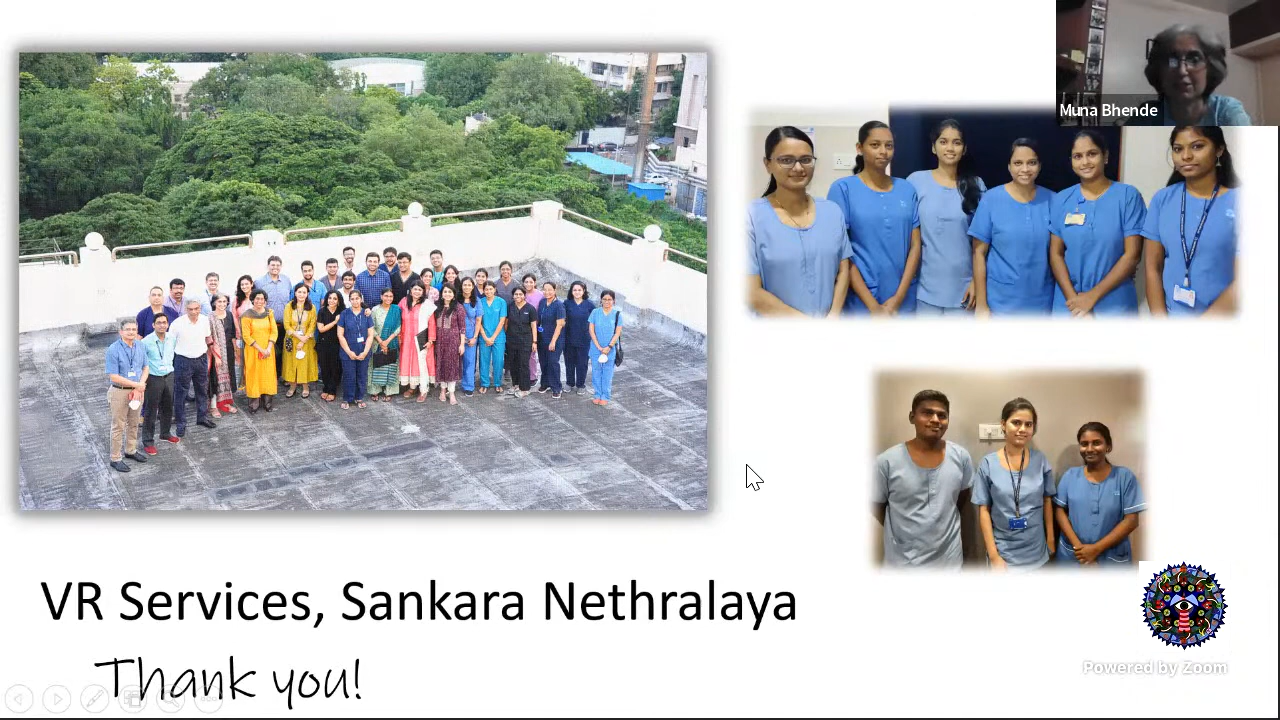 Muna Bhende
VR Services, Sankara Nethralaya
Thank you!
Powered by Zoom